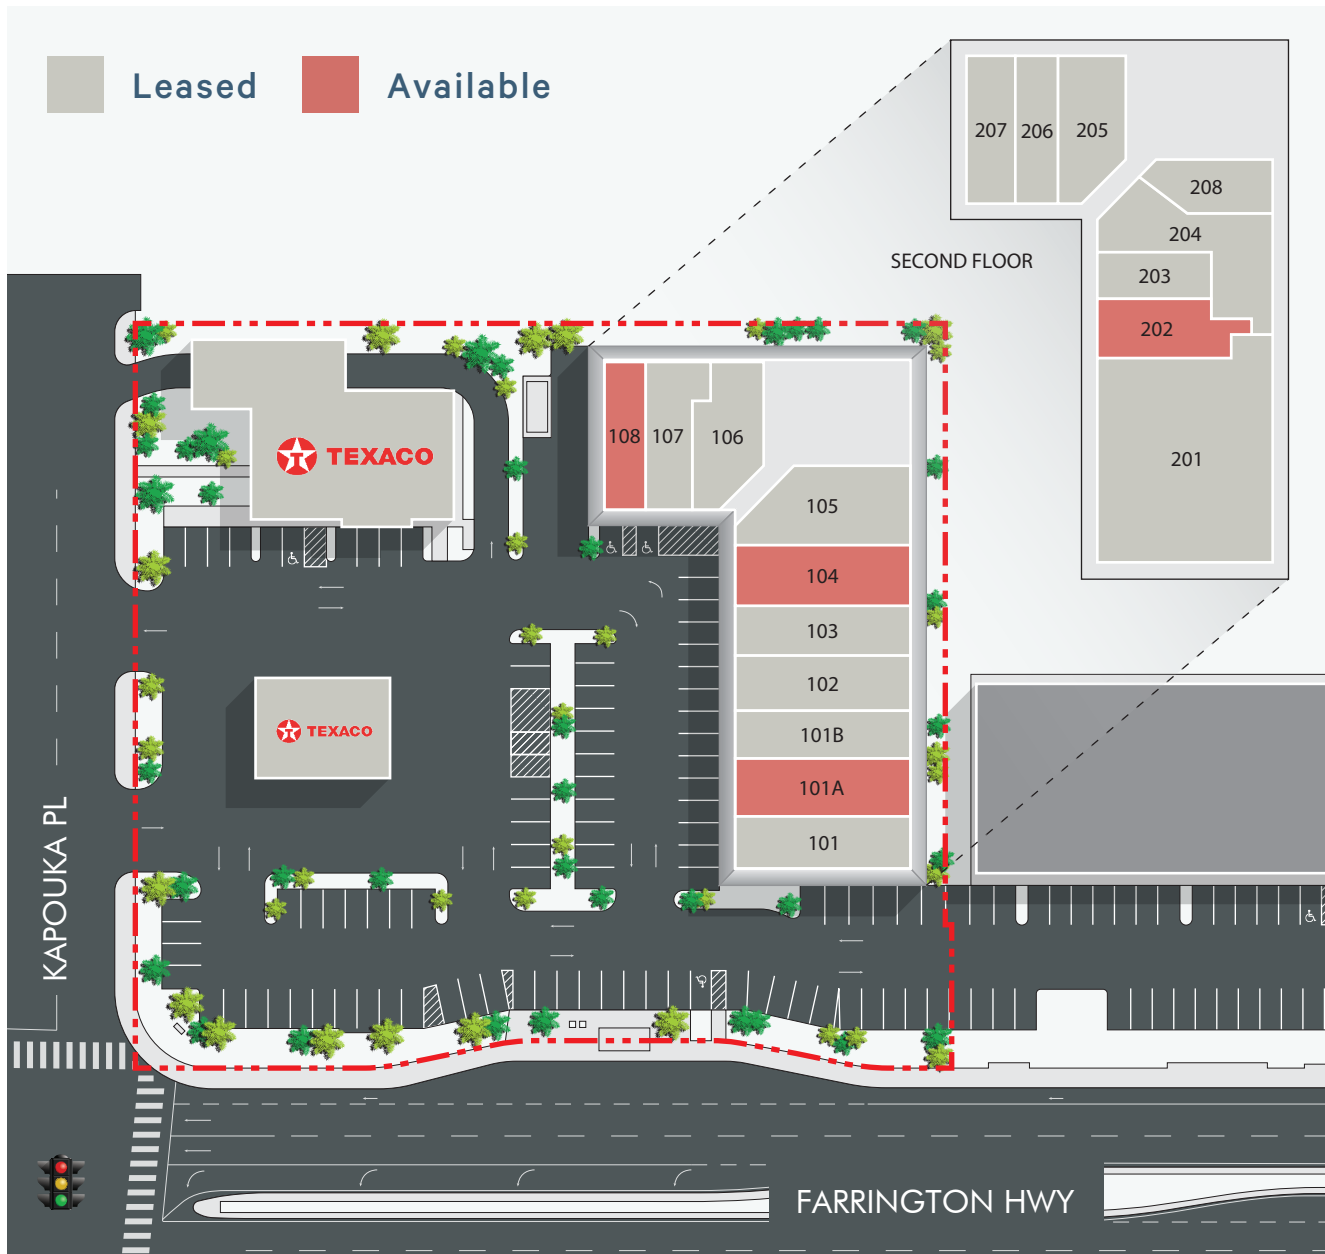 Leased
Available
207
206
205
208
204
SECOND FLOOR
203
202
201
108
107
106
TEXACO
105
104
103
102
TEXACO
101B
101A
101
KAPOUKA PL
FARRINGTON HWY